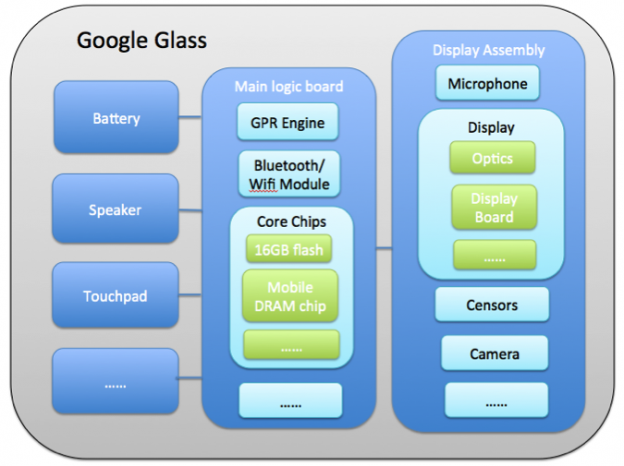 Google Glass
Battery
Speaker
Touchpad
......
Main logic board
GPR Engine
Bluetooth/
Wifi Module
Core Chips
16GB flash
Mobile
DRAM chip
......
......
Display Assembly
Microphone
Display
Optics
Display
Board
......
Censors
Camera
......